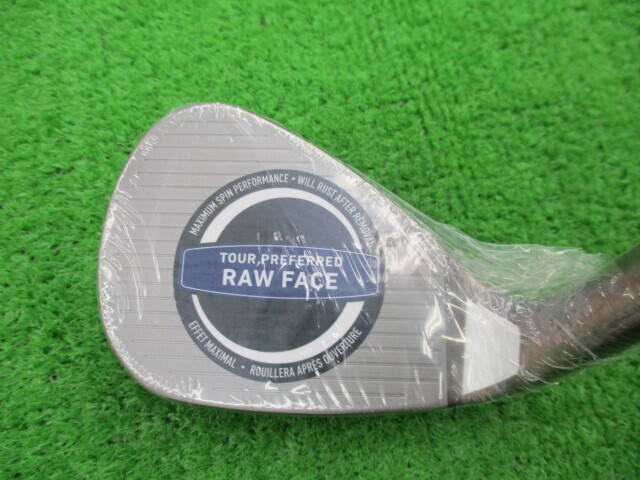 MAXIMUM SPIN PERFORMANCE • WILL RUST AFTER REMOVAL
TOUR PREFERRED
RAW FACE
EFFET MAXIMAL • ROUILLERA APRÈS OUVERTURE